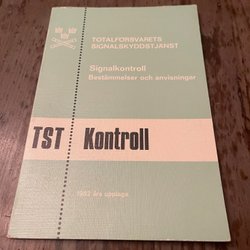 TOTALFÖRSVARETS
SIGNALSKYDDSTJÄNST
Signalkontroll
Bestämmelser och anvisningar
TST Kontroll
1983 års upplaga